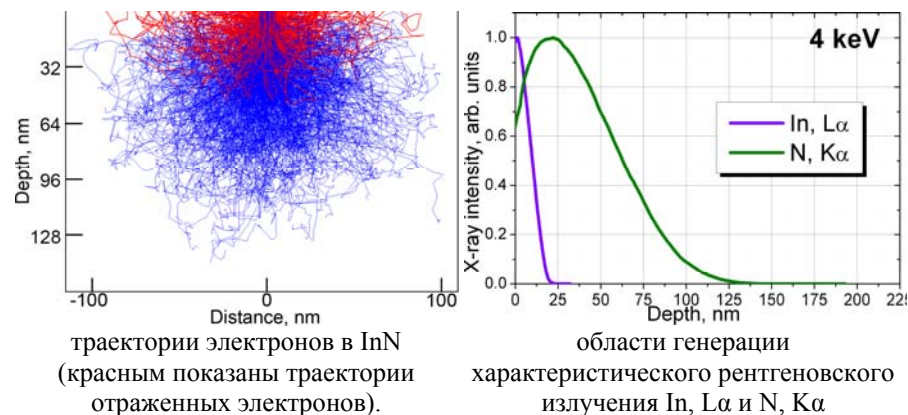 32
64
96
128
Depth, nm
-100
0
100
Distance, nm
1.0
0.8
0.6
0.4
0.2
0.0
X-ray intensity, arb. units
4 keV
In, Lα
N, Kα
0
25
50
75
100
125
150
175
200
225
Depth, nm
траектории электронов в InN
(красным показаны траектории
отраженных электронов).
области генерации
характеристического рентгеновского
излучения In, Lα и N, Kα